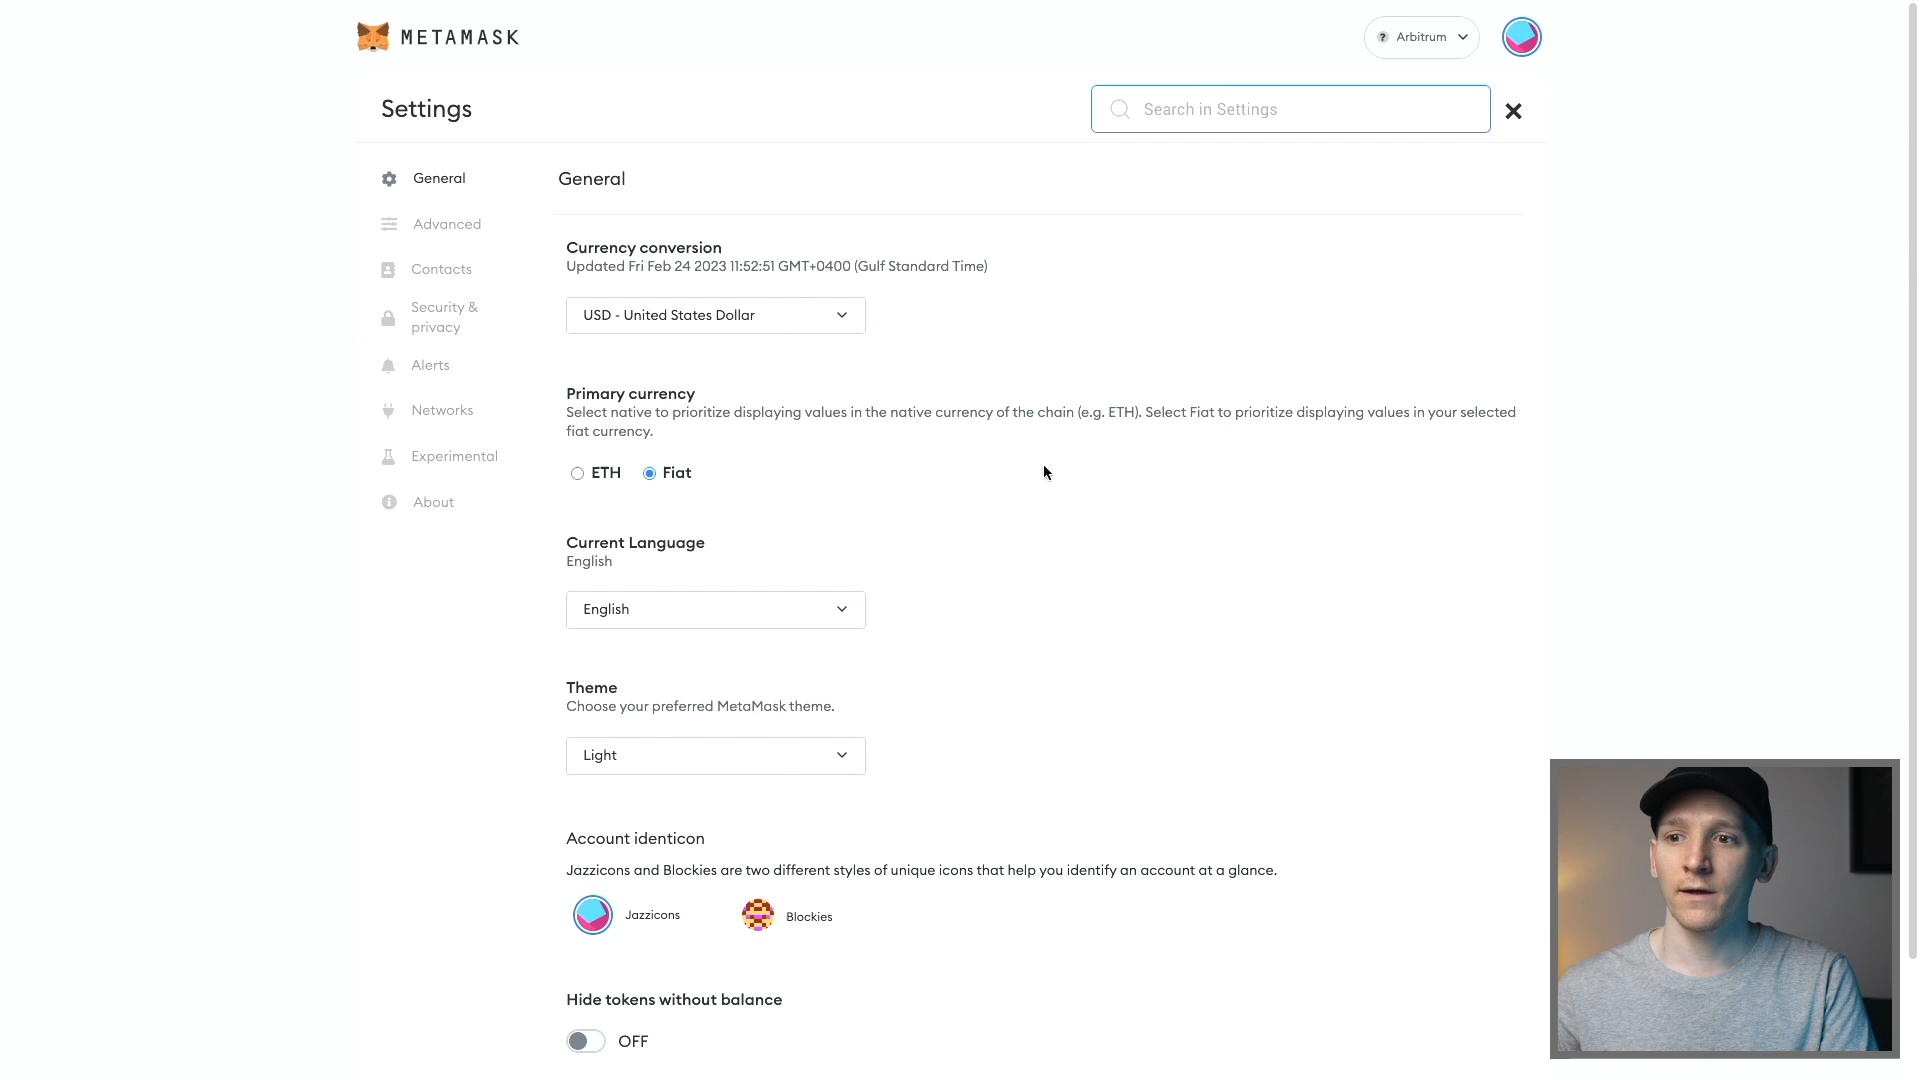 METAMASK
? Arbitrum
Settings
Search in Settings
General
Advanced
Contacts
Security &
privacy
Alerts
Networks
Experimental
About
General
Currency conversion
Updated Fri Feb 24 2023 11:52:51 GMT+0400 (Gulf Standard Time)
USD - United States Dollar
Primary currency
Select native to prioritize displaying values in the native currency of the chain (e.g. ETH). Select Fiat to prioritize displaying values in your selected
fiat currency.
ETH Fiat
Current Language
English
English
Theme
Choose your preferred MetaMask theme.
Light
Account identicon
Jazzicons and Blockies are two different styles of unique icons that help you identify an account at a glance.
Jazzicons Blockies
Hide tokens without balance
OFF